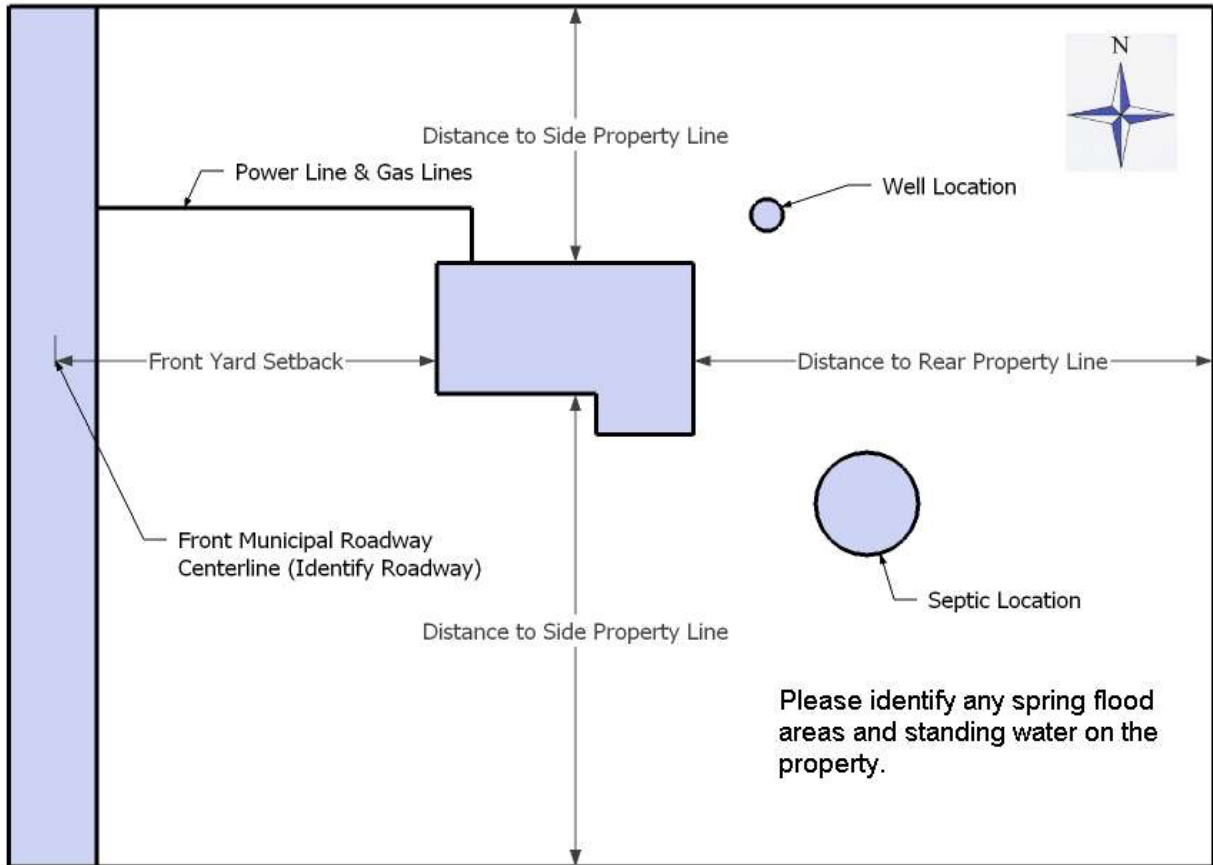 N
Distance to Side Property Line
Power Line & Gas Lines
Well Location
Front Yard Setback
Distance to Rear Property Line
Front Municipal Roadway
Centerline (Identify Roadway)
Septic Location
Distance to Side Property Line
Please identify any spring flood
areas and standing water on the
property.